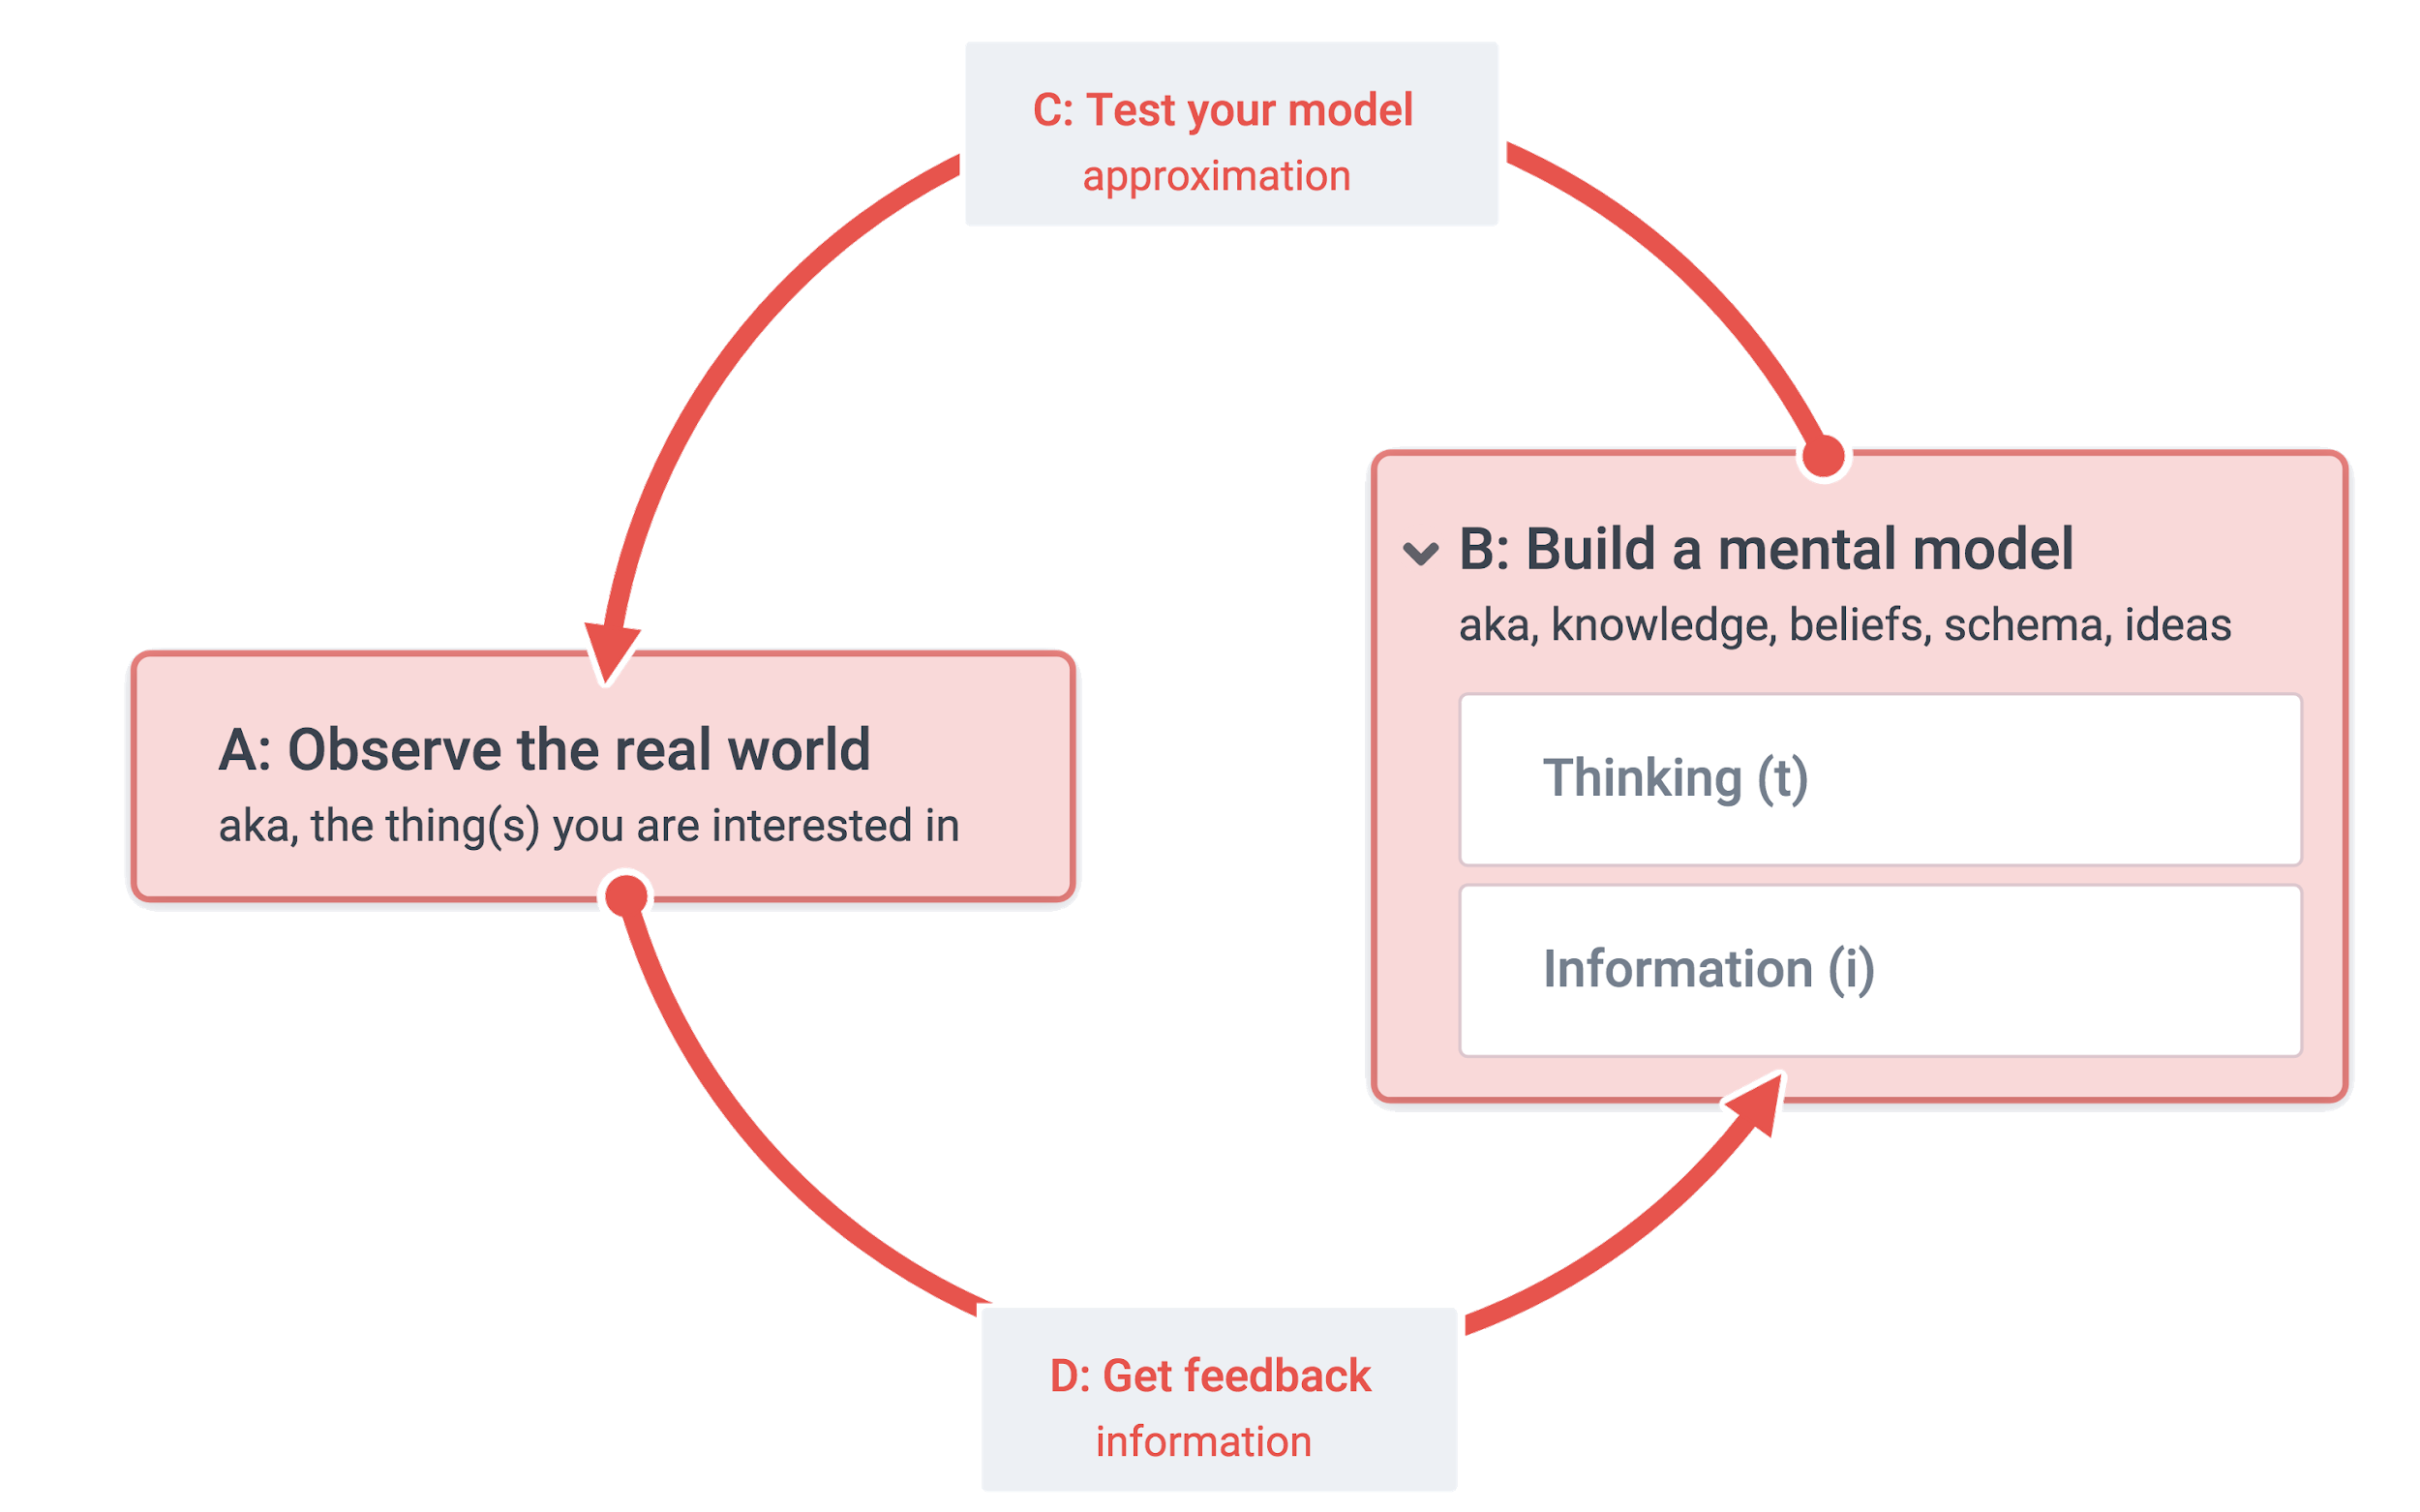 C: Test your model
approximation
B: Build a mental model
aka, knowledge, beliefs, schema, ideas
Thinking (t)
Information (i)
A: Observe the real world
aka, the thing(s) you are interested in
D: Get feedback
information